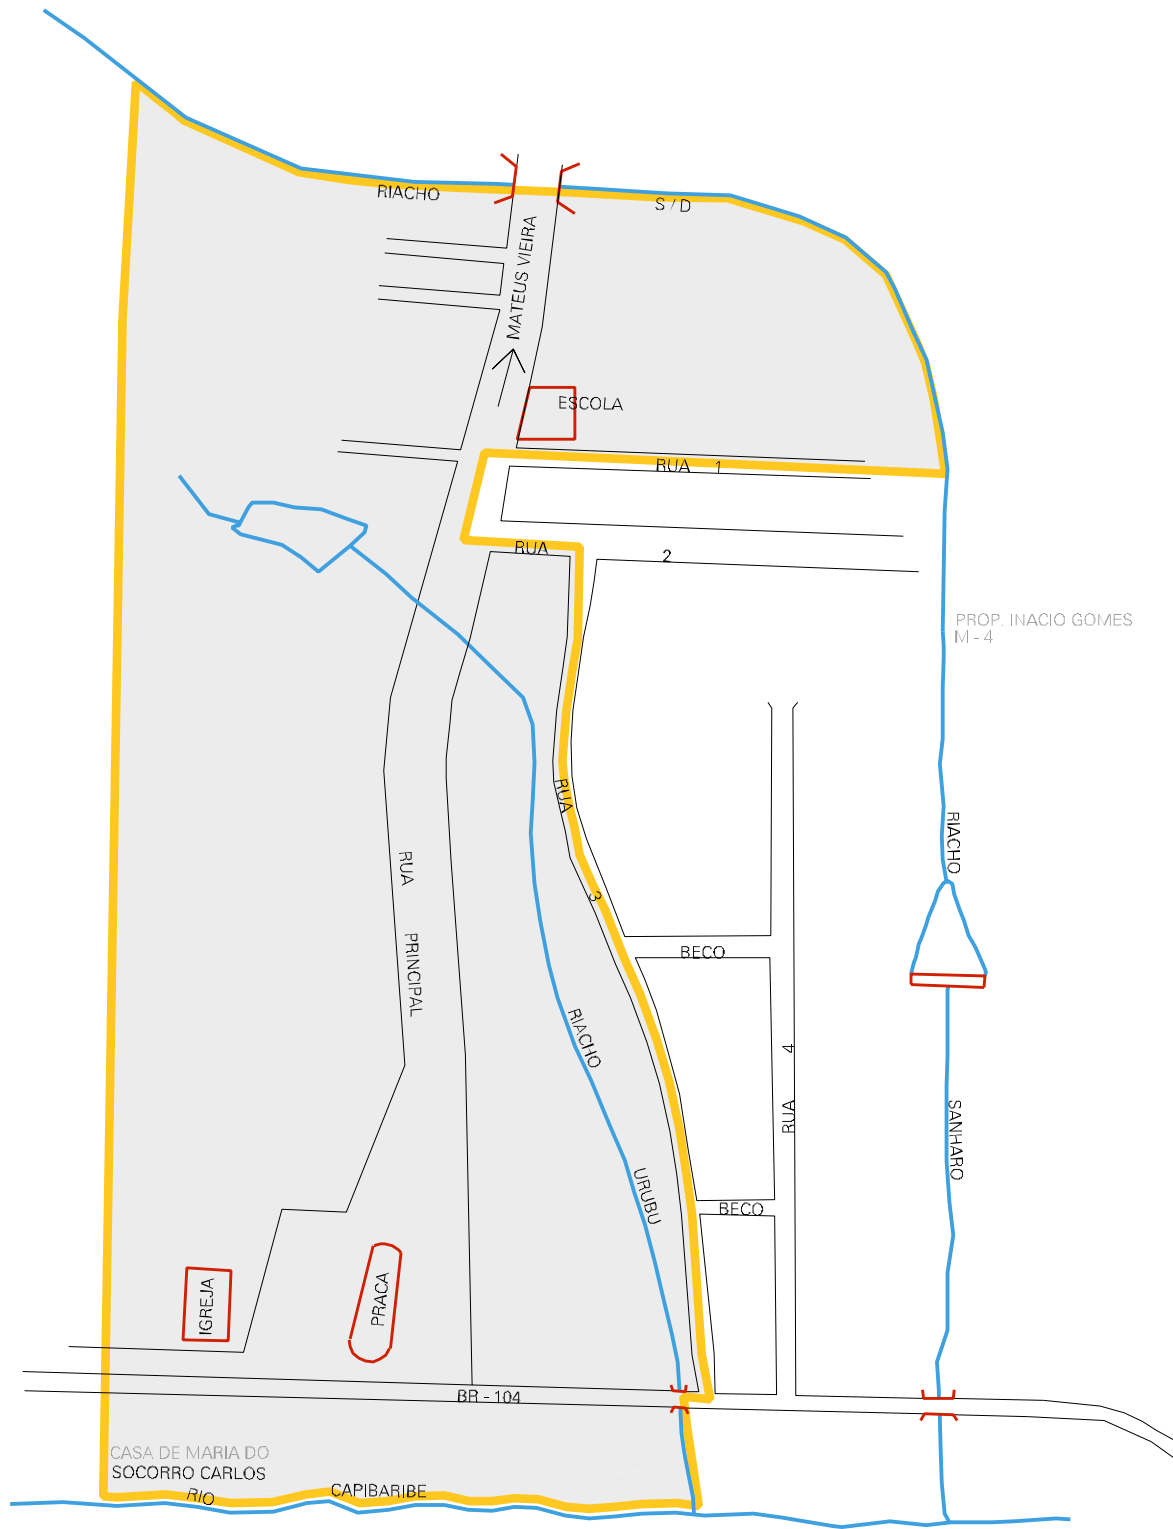 RIACHO
S / D
MATEUS VIEIRA
ESCOLA
RUA 1
RUA 2
PROP. INACIO GOMES
M - 4
RUA 3
RIACHO
RUA PRINCIPAL
BECO
RIACHO
RUA 4
SANHARO
URUBU
BECO
IGREJA
PRACA
BR - 104
CASA DE MARIA DO
SOCORRO CARLOS
RIO CAPIBARIBE